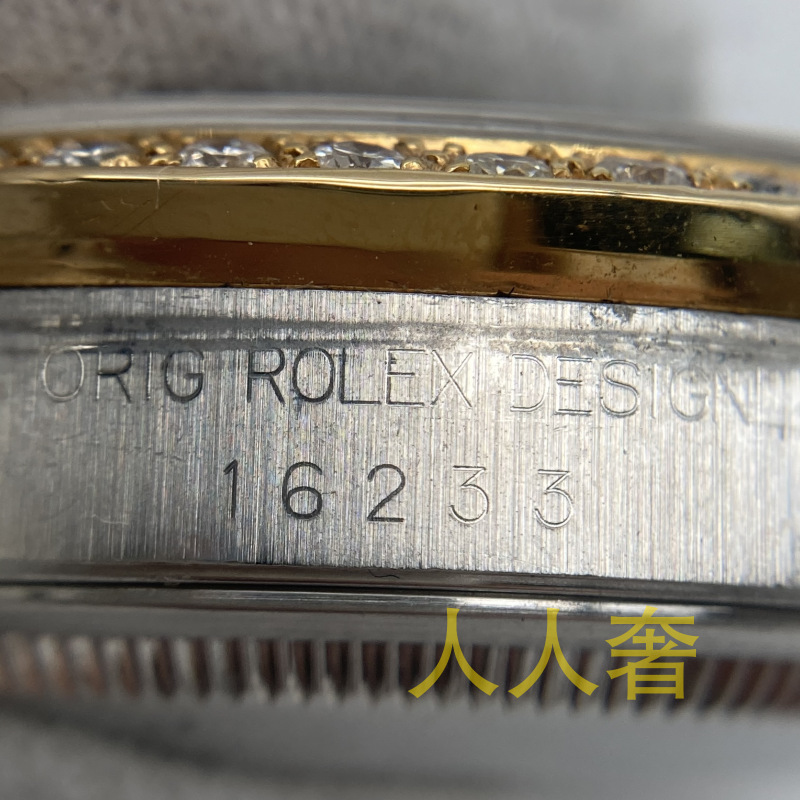 ORIG ROLEX DESIGN
16233
人人奢